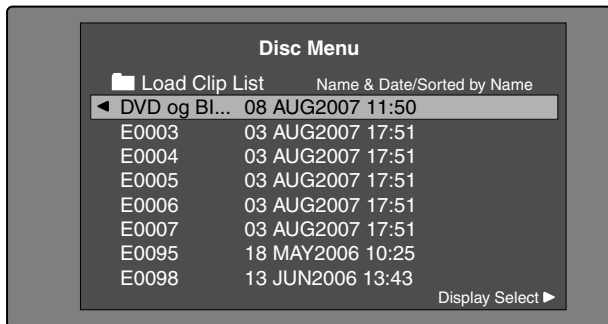 Disc Menu
Load Clip List Name & Date/Sorted by Name
◄ DVD og BI... 08 AUG2007 11:50
E0003 03 AUG2007 17:51
E0004 03 AUG2007 17:51
E0005 03 AUG2007 17:51
E0006 03 AUG2007 17:51
E0007 03 AUG2007 17:51
E0095 18 MAY2006 10:25
E0098 13 JUN2006 13:43
Display Select ►